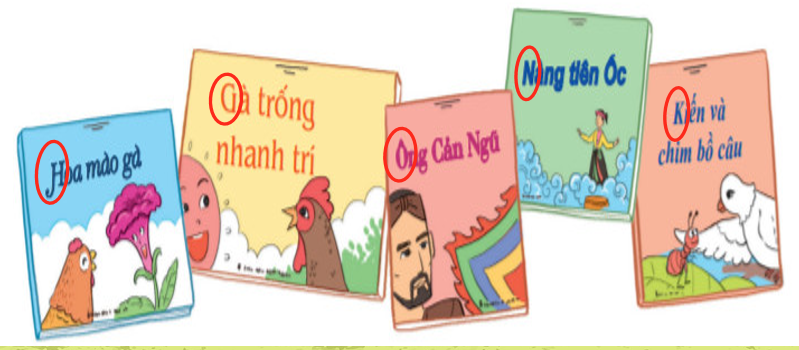 Hoa mào gà
Gà trống
nhanh trí
Ông Cản Ngũ
Nàng tiên Ốc
Kiến và
chim bồ câu